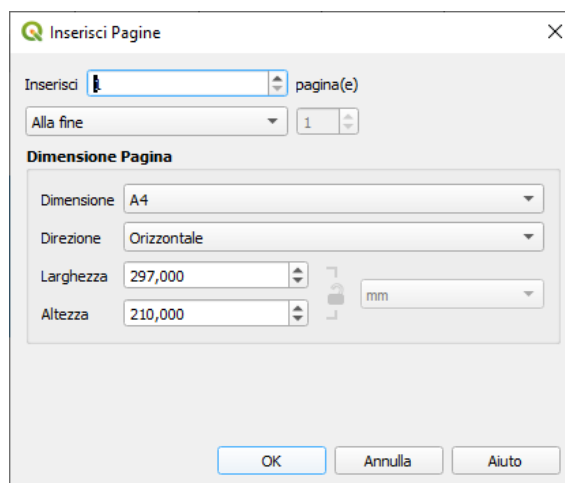 Inserisci Pagine
Inserisci 1 pagina(e)
Alla fine 1
Dimensione Pagina
Dimensione A4
Direzione Orizzontale
Larghezza 297,000
mm
Altezza 210,000
OK Annulla Aiuto